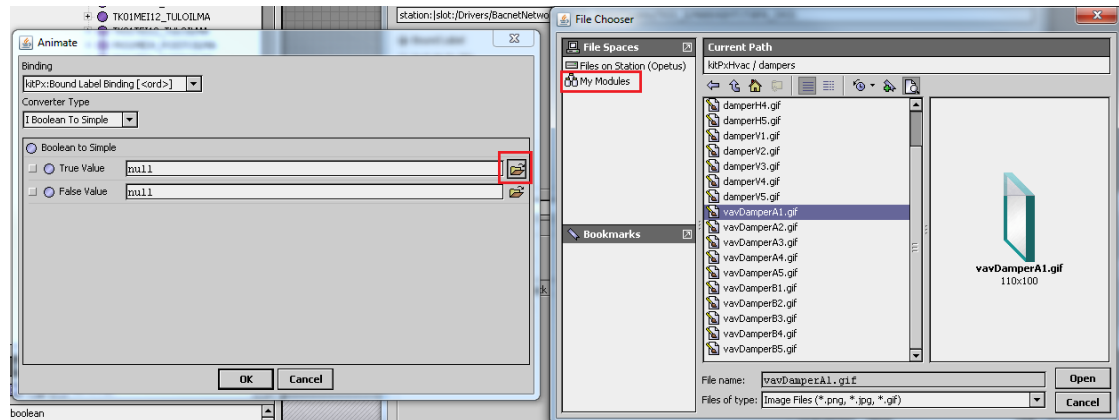 TK01MEI12_TULOILMA
station:|slot:/Drivers/BacnetNetwo
Animate
Binding
kitPx:Bound Label Binding [<ord>]
Converter Type
I Boolean To Simple
Boolean to Simple
True Value
null
False Value
null
OK
Cancel
boolean
File Chooser
File Spaces
Files on Station (Opetus)
My Modules
Bookmarks
Current Path
kitPxHvac / dampers
damperH4.gif
damperH5.gif
damperV1.gif
damperV2.gif
damperV3.gif
damperV4.gif
damperV5.gif
vavDamperA1.gif
vavDamperA2.gif
vavDamperA3.gif
vavDamperA4.gif
vavDamperA5.gif
vavDamperB1.gif
vavDamperB2.gif
vavDamperB3.gif
vavDamperB4.gif
vavDamperB5.gif
vavDamperA1.gif
110x100
File name:
vavDamperA1.gif
Open
Files of type:
Image Files (*.png, *.jpg, *.gif)
Cancel